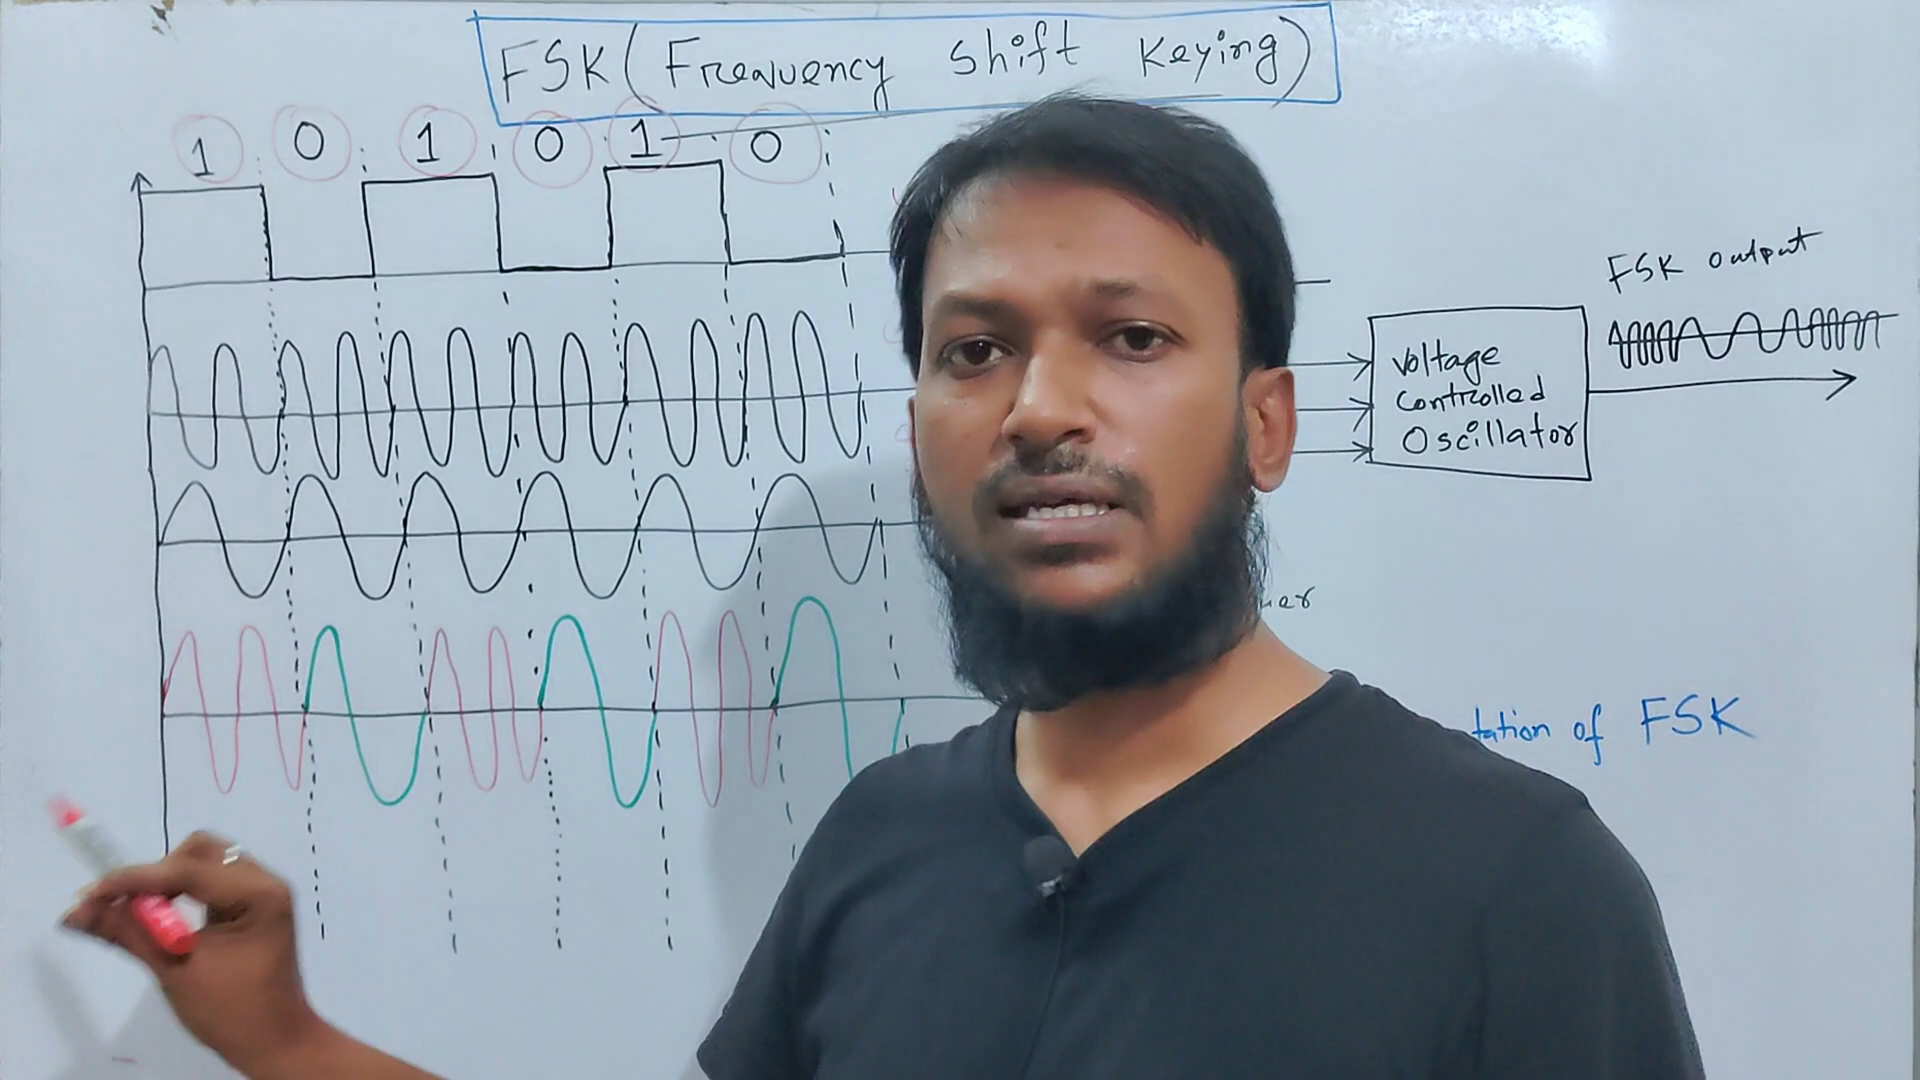 FSK (Frequency Shift Keying)
1 0 1 0 1 0
FSK output
Voltage
Controlled
Oscillator
tation of FSK